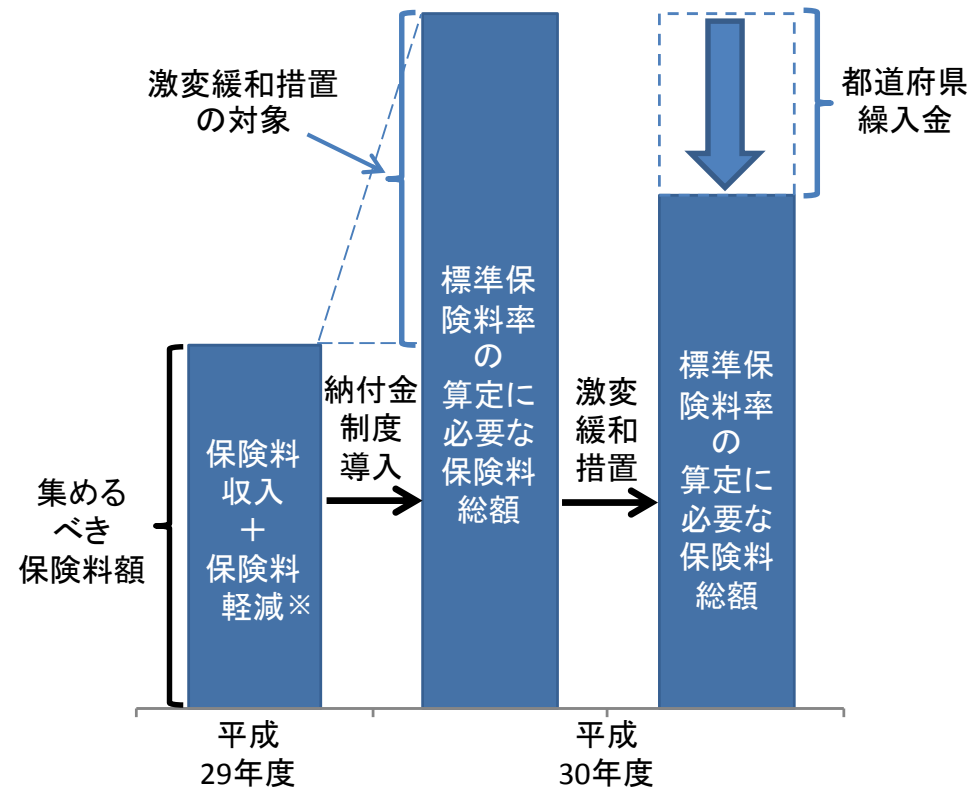 激変緩和措置
の対象
都道府県
繰入金
集める
べき
保険料額
保険料
収入
＋
保険料
軽減※
納付金
制度
導入
標準保
険料率
の
算定に
必要な
保険料
総額
激変
緩和
措置
標準保
険料率
の
算定に
必要な
保険料
総額
平成
29年度
平成
30年度